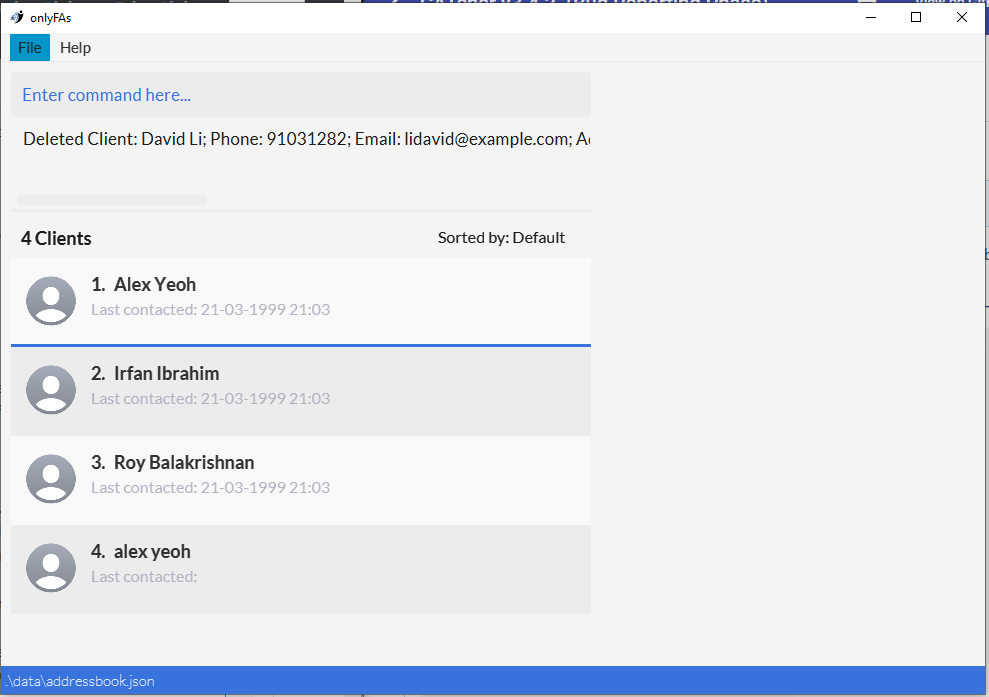 onlyFAs
File Help
Enter command here...
Deleted Client: David Li; Phone: 91031282; Email: lidavid@example.com;
4 Clients
Sorted by: Default
1. Alex Yeoh
Last contacted: 21-03-1999 21:03
2. Irfan Ibrahim
Last contacted: 21-03-1999 21:03
3. Roy Balakrishnan
Last contacted: 21-03-1999 21:03
4. alex yeoh
Last contacted:
.\data\addressbook.json